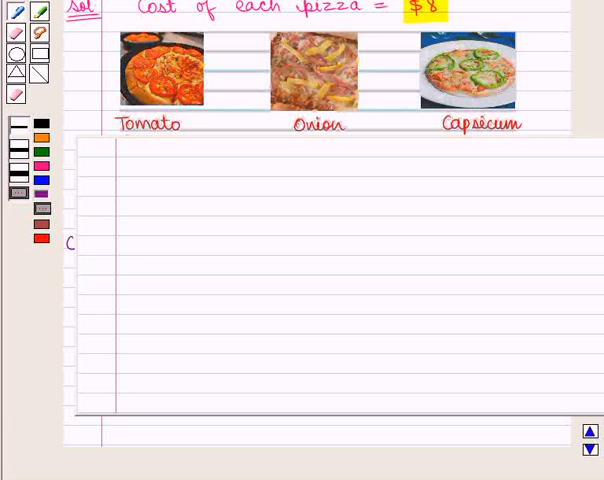 Sol Cost of each pizza = $8
Tomato Onion Capsicum
C